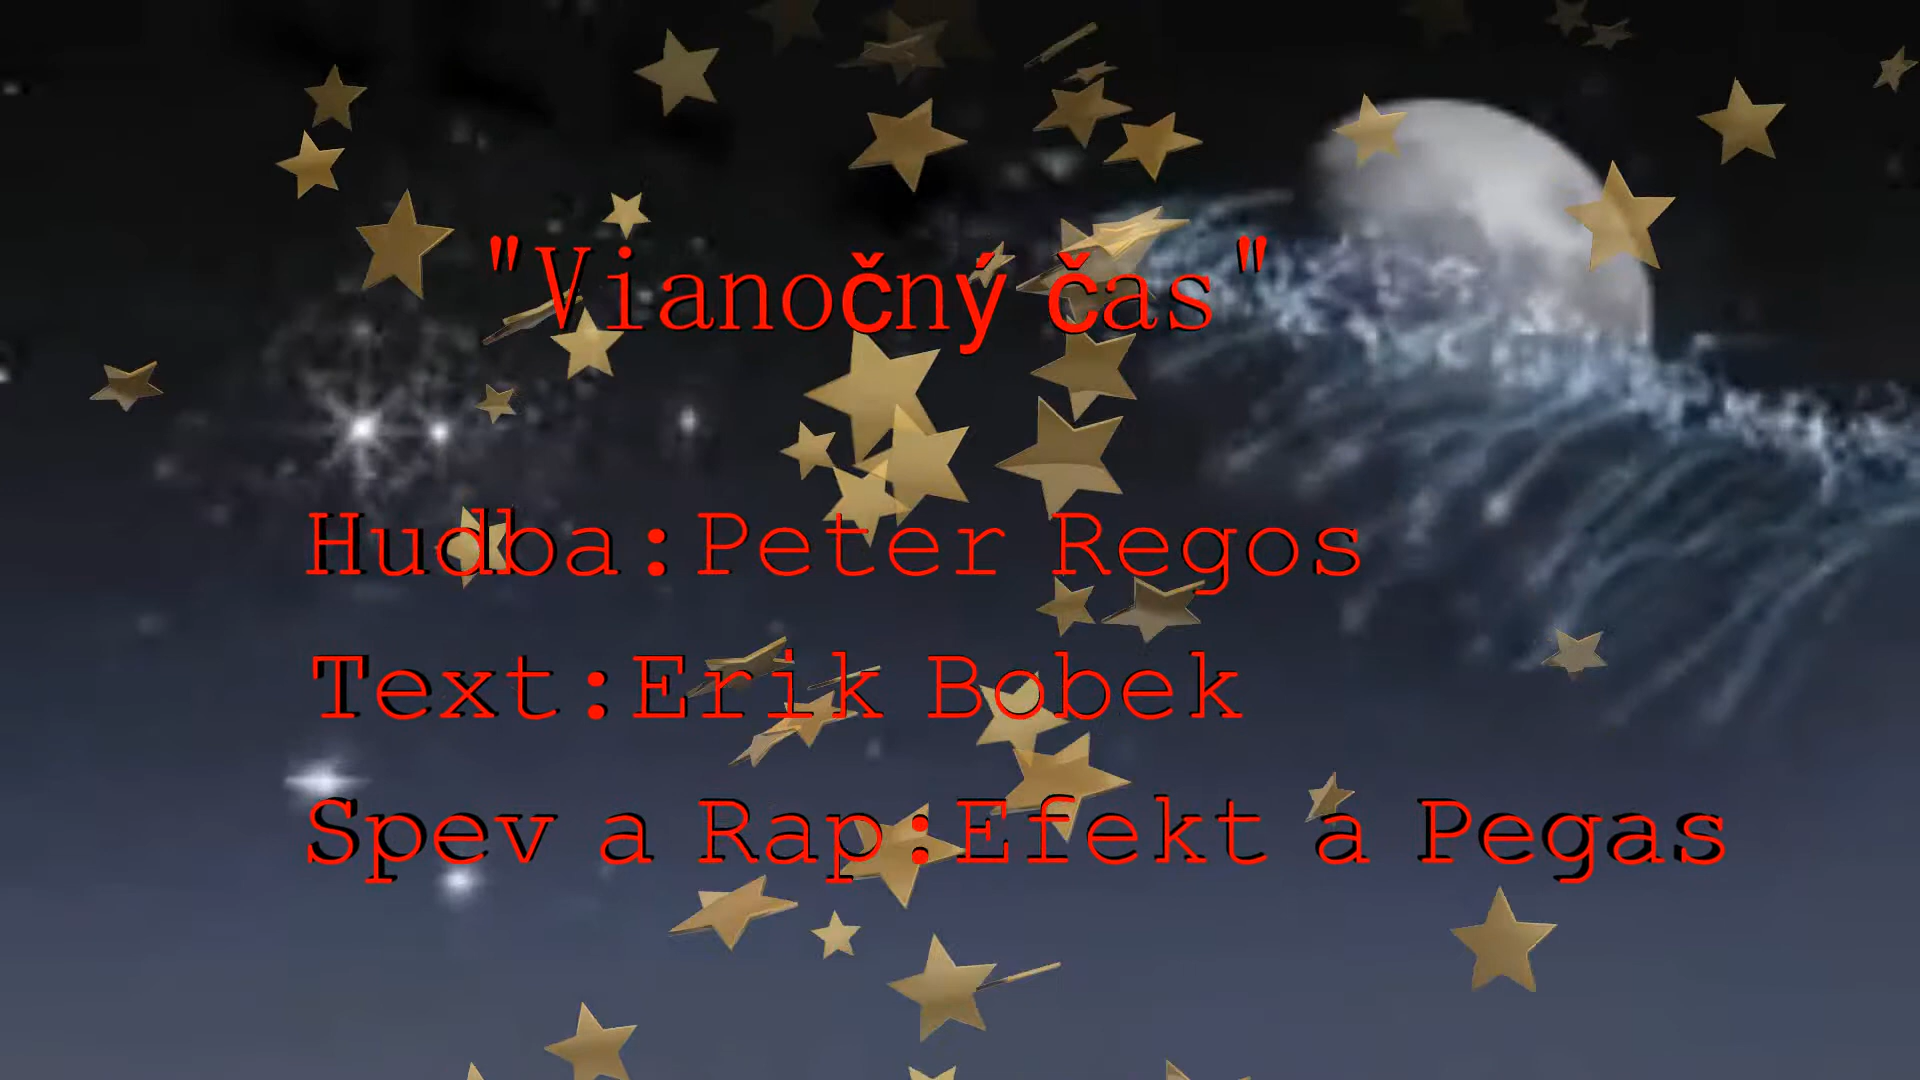 "Vianočný čas"
Hudba:Peter Regos
Text:Erik Bobek
Spev a Rap:Efekt a Pegas